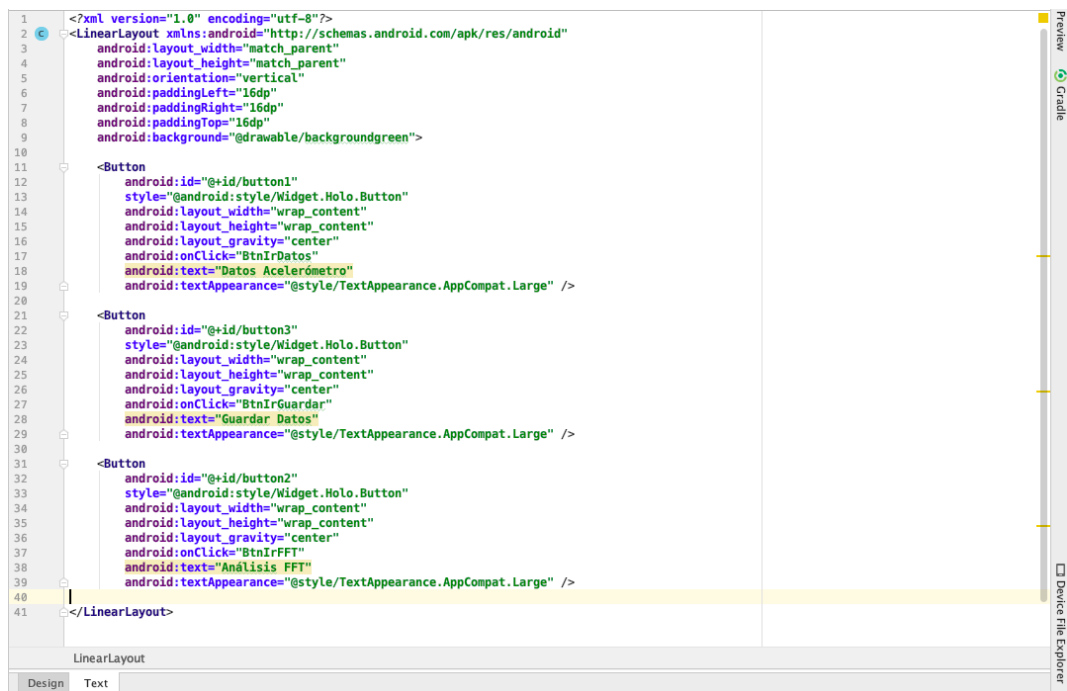 1 <?xml version="1.0" encoding="utf-8"?>
2 C <LinearLayout xmlns:android="http://schemas.android.com/apk/res/android"
3 android:layout_width="match_parent"
4 android:layout_height="match_parent"
5 android:orientation="vertical"
6 android:paddingLeft="16dp"
7 android:paddingRight="16dp"
8 android:paddingTop="16dp"
9 android:background="@drawable/backgroundgreen">
10
11 <Button
12 android:id="@+id/button1"
13 style="@android:style/Widget.Holo.Button"
14 android:layout_width="wrap_content"
15 android:layout_height="wrap_content"
16 android:layout_gravity="center"
17 android:onClick="BtnIrDatos"
18 android:text="Datos Acelerómetro"
19 android:textAppearance="@style/TextAppearance.AppCompat.Large" />
20
21 <Button
22 android:id="@+id/button3"
23 style="@android:style/Widget.Holo.Button"
24 android:layout_width="wrap_content"
25 android:layout_height="wrap_content"
26 android:layout_gravity="center"
27 android:onClick="BtnIrGuardar"
28 android:text="Guardar Datos"
29 android:textAppearance="@style/TextAppearance.AppCompat.Large" />
30
31 <Button
32 android:id="@+id/button2"
33 style="@android:style/Widget.Holo.Button"
34 android:layout_width="wrap_content"
35 android:layout_height="wrap_content"
36 android:layout_gravity="center"
37 android:onClick="BtnIrFFT"
38 android:text="Análisis FFT"
39 android:textAppearance="@style/TextAppearance.AppCompat.Large" />
40
41 </LinearLayout>
LinearLayout
Design Text
Preview
Gradle
Device File Explorer